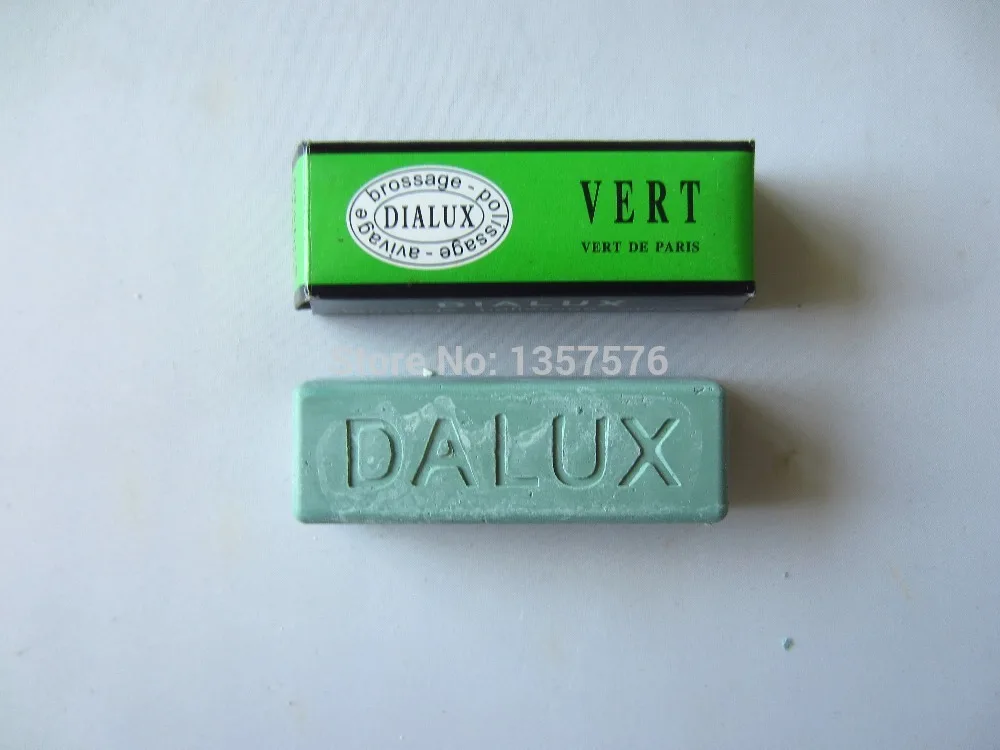 brossage - polissage - avivage
DIALUX
VERT
VERT DE PARIS
DIALUX
Store No: 1357576
DALUX